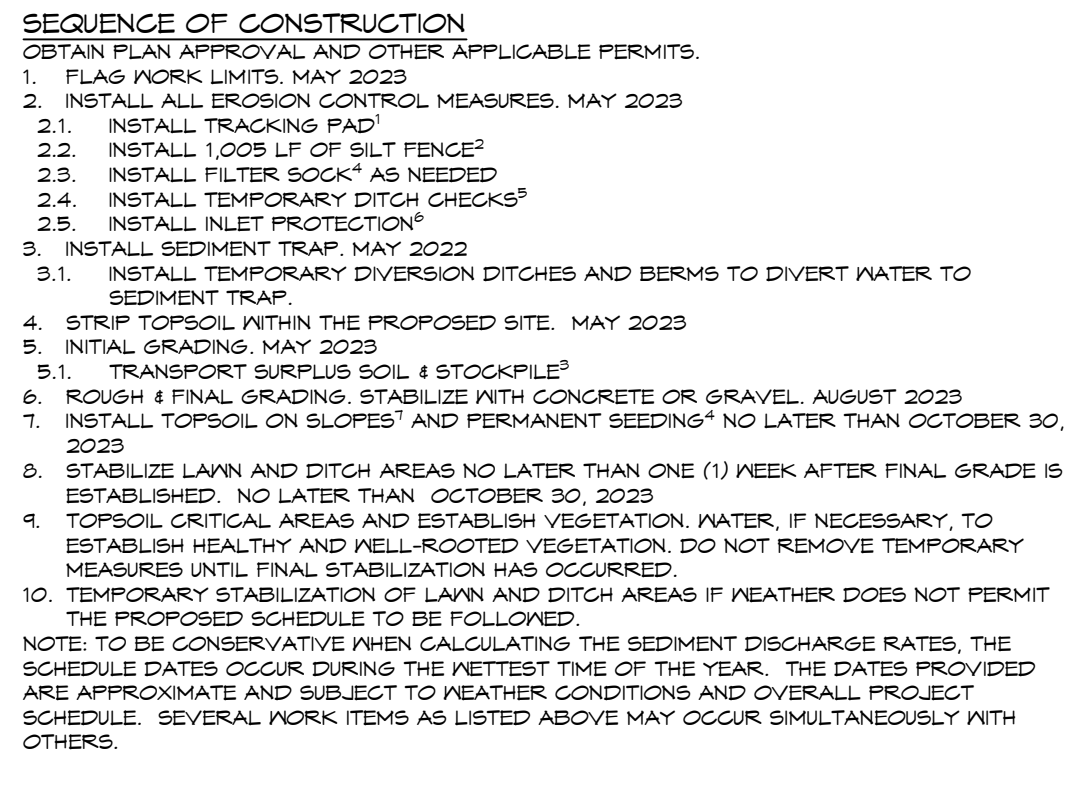 SEQUENCE OF CONSTRUCTION
OBTAIN PLAN APPROVAL AND OTHER APPLICABLE PERMITS.
1. FLAG WORK LIMITS. MAY 2023
2. INSTALL ALL EROSION CONTROL MEASURES. MAY 2023
2.1. INSTALL TRACKING PAD¹
2.2. INSTALL 1,005 LF OF SILT FENCE²
2.3. INSTALL FILTER SOCK⁴ AS NEEDED
2.4. INSTALL TEMPORARY DITCH CHECKS⁵
2.5. INSTALL INLET PROTECTION⁶
3. INSTALL SEDIMENT TRAP. MAY 2022
3.1. INSTALL TEMPORARY DIVERSION DITCHES AND BERMS TO DIVERT WATER TO
SEDIMENT TRAP.
4. STRIP TOPSOIL WITHIN THE PROPOSED SITE. MAY 2023
5. INITIAL GRADING. MAY 2023
5.1. TRANSPORT SURPLUS SOIL & STOCKPILE³
6. ROUGH & FINAL GRADING. STABILIZE WITH CONCRETE OR GRAVEL. AUGUST 2023
7. INSTALL TOPSOIL ON SLOPES⁷ AND PERMANENT SEEDING⁴ NO LATER THAN OCTOBER 30,
2023
8. STABILIZE LAWN AND DITCH AREAS NO LATER THAN ONE (1) WEEK AFTER FINAL GRADE IS
ESTABLISHED. NO LATER THAN OCTOBER 30, 2023
9. TOPSOIL CRITICAL AREAS AND ESTABLISH VEGETATION. WATER, IF NECESSARY, TO
ESTABLISH HEALTHY AND WELL-ROOTED VEGETATION. DO NOT REMOVE TEMPORARY
MEASURES UNTIL FINAL STABILIZATION HAS OCCURRED.
10. TEMPORARY STABILIZATION OF LAWN AND DITCH AREAS IF WEATHER DOES NOT PERMIT
THE PROPOSED SCHEDULE TO BE FOLLOWED.
NOTE: TO BE CONSERVATIVE WHEN CALCULATING THE SEDIMENT DISCHARGE RATES, THE
SCHEDULE DATES OCCUR DURING THE WETTEST TIME OF THE YEAR. THE DATES PROVIDED
ARE APPROXIMATE AND SUBJECT TO WEATHER CONDITIONS AND OVERALL PROJECT
SCHEDULE. SEVERAL WORK ITEMS AS LISTED ABOVE MAY OCCUR SIMULTANEOUSLY WITH
OTHERS.